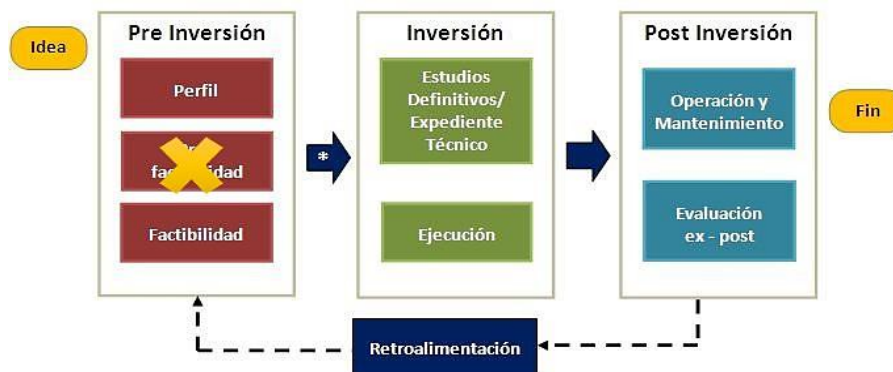 Idea
Pre Inversión
Perfil
factibilidad
Factibilidad
*
Inversión
Estudios
Definitivos/
Expediente
Técnico
Ejecución
Post Inversión
Operación y
Mantenimiento
Evaluación
ex - post
Fin
Retroalimentación